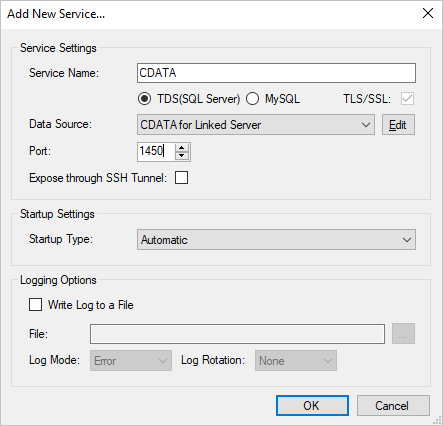 Add New Service...
Service Settings
Service Name: CDATA
TDS(SQL Server) MySQL TLS/SSL:
Data Source: CDATA for Linked Server Edit
Port: 1450
Expose through SSH Tunnel:
Startup Settings
Startup Type: Automatic
Logging Options
Write Log to a File
File: ...
Log Mode: Error Log Rotation: None
OK Cancel